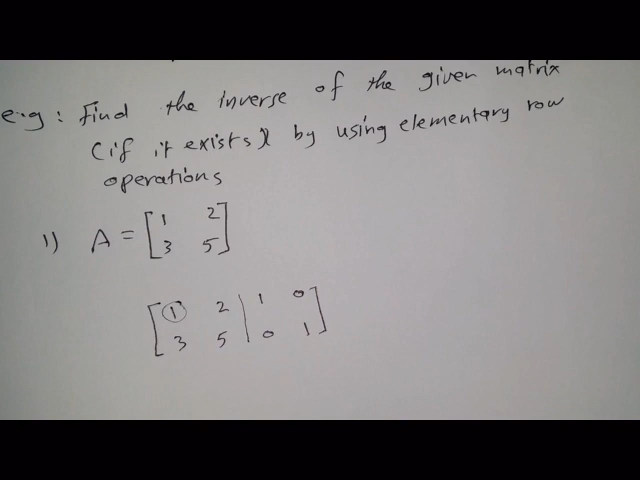 e.g : Find the inverse of the given matrix
(if it exists) by using elementary row
operations
1) A = [1 2
3 5]
[1 2 | 1 0
3 5 | 0 1]